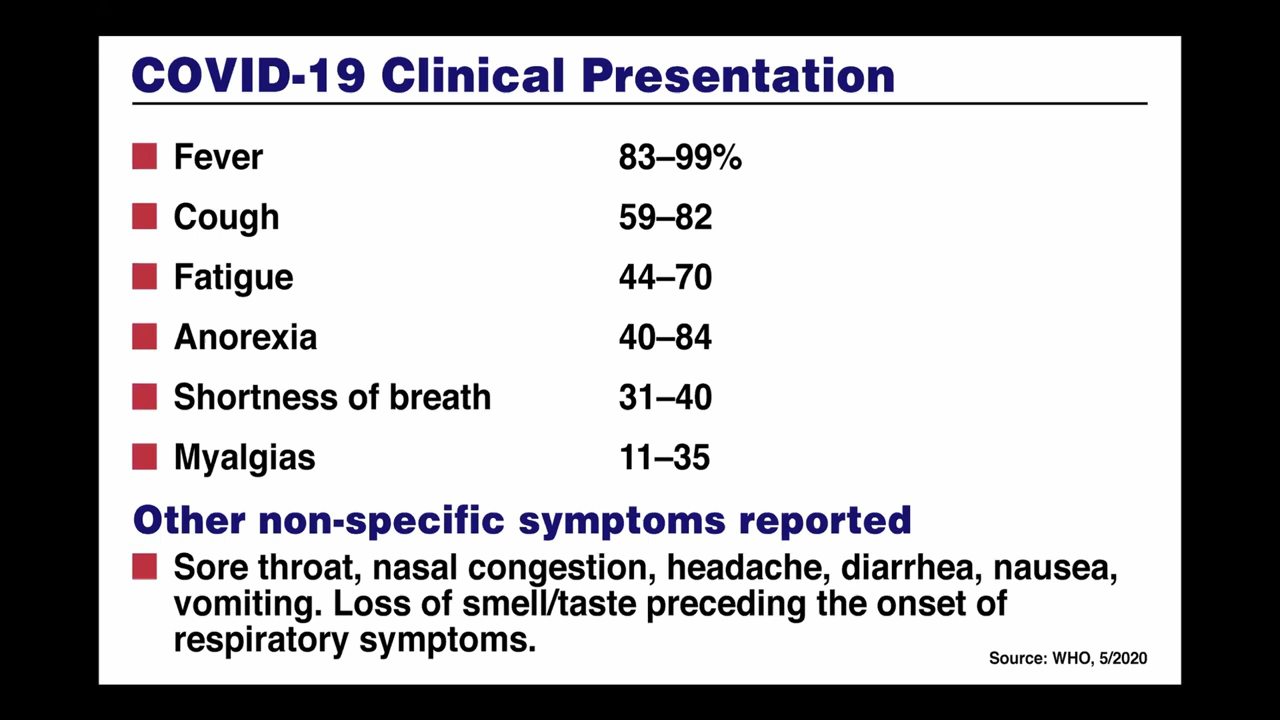 COVID-19 Clinical Presentation
Fever 83–99%
Cough 59–82
Fatigue 44–70
Anorexia 40–84
Shortness of breath 31–40
Myalgias 11–35
Other non-specific symptoms reported
Sore throat, nasal congestion, headache, diarrhea, nausea,
vomiting. Loss of smell/taste preceding the onset of
respiratory symptoms.
Source: WHO, 5/2020